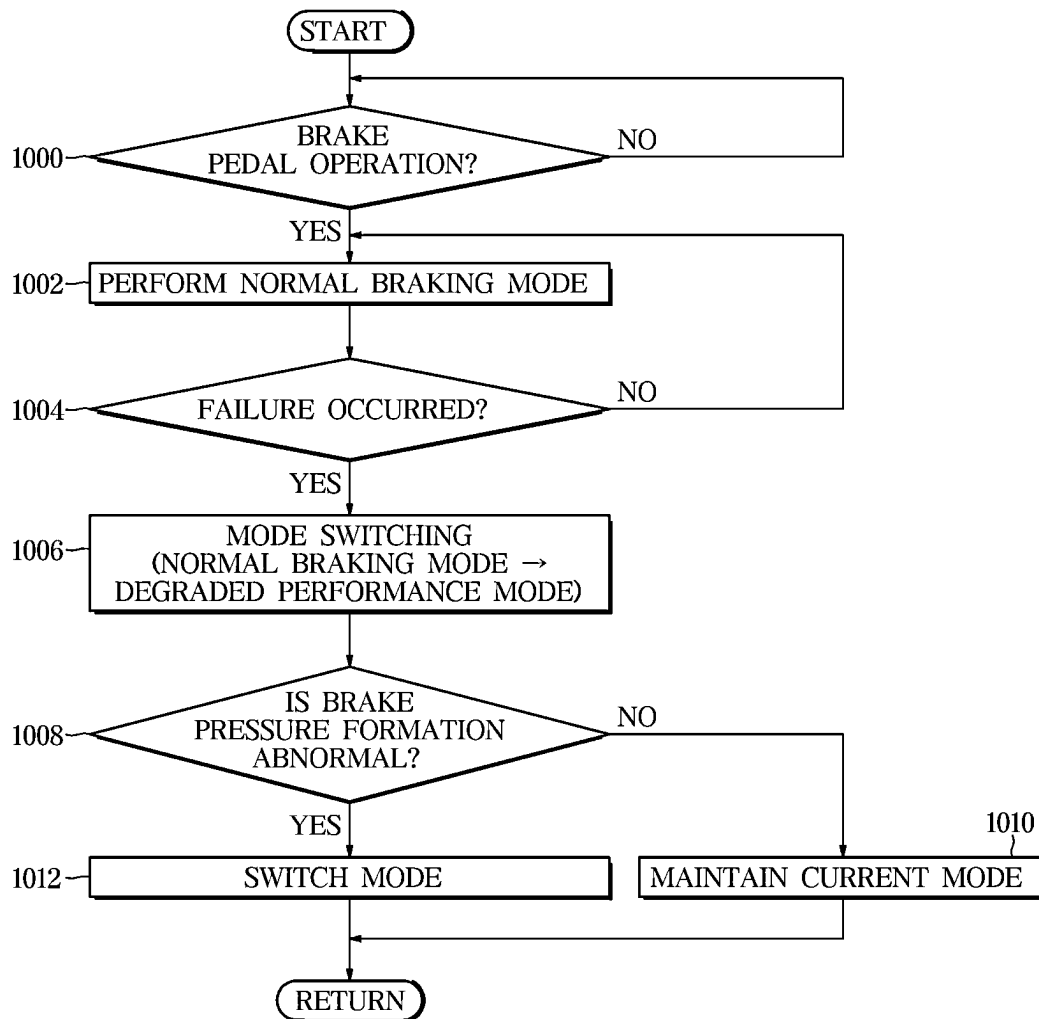 START
BRAKE
PEDAL OPERATION?
1000
NO
YES
1002
PERFORM NORMAL BRAKING MODE
1004
FAILURE OCCURRED?
NO
YES
1006
MODE SWITCHING
(NORMAL BRAKING MODE →
DEGRADED PERFORMANCE MODE)
1008
IS BRAKE
PRESSURE FORMATION
ABNORMAL?
NO
YES
1010
1012
SWITCH MODE
MAINTAIN CURRENT MODE
RETURN